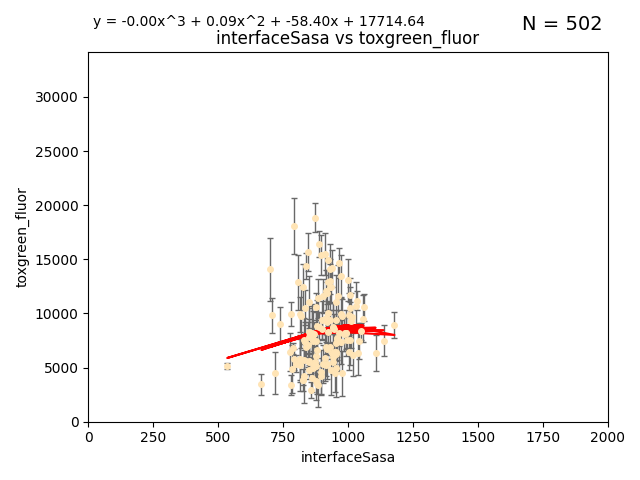 y = -0.00x^3 + 0.09x^2 + -58.40x + 17714.64
N = 502
interfaceSasa vs toxgreen_fluor
30000
25000
20000
15000
10000
5000
0
toxgreen_fluor
0 250 500 750 1000 1250 1500 1750 2000
interfaceSasa